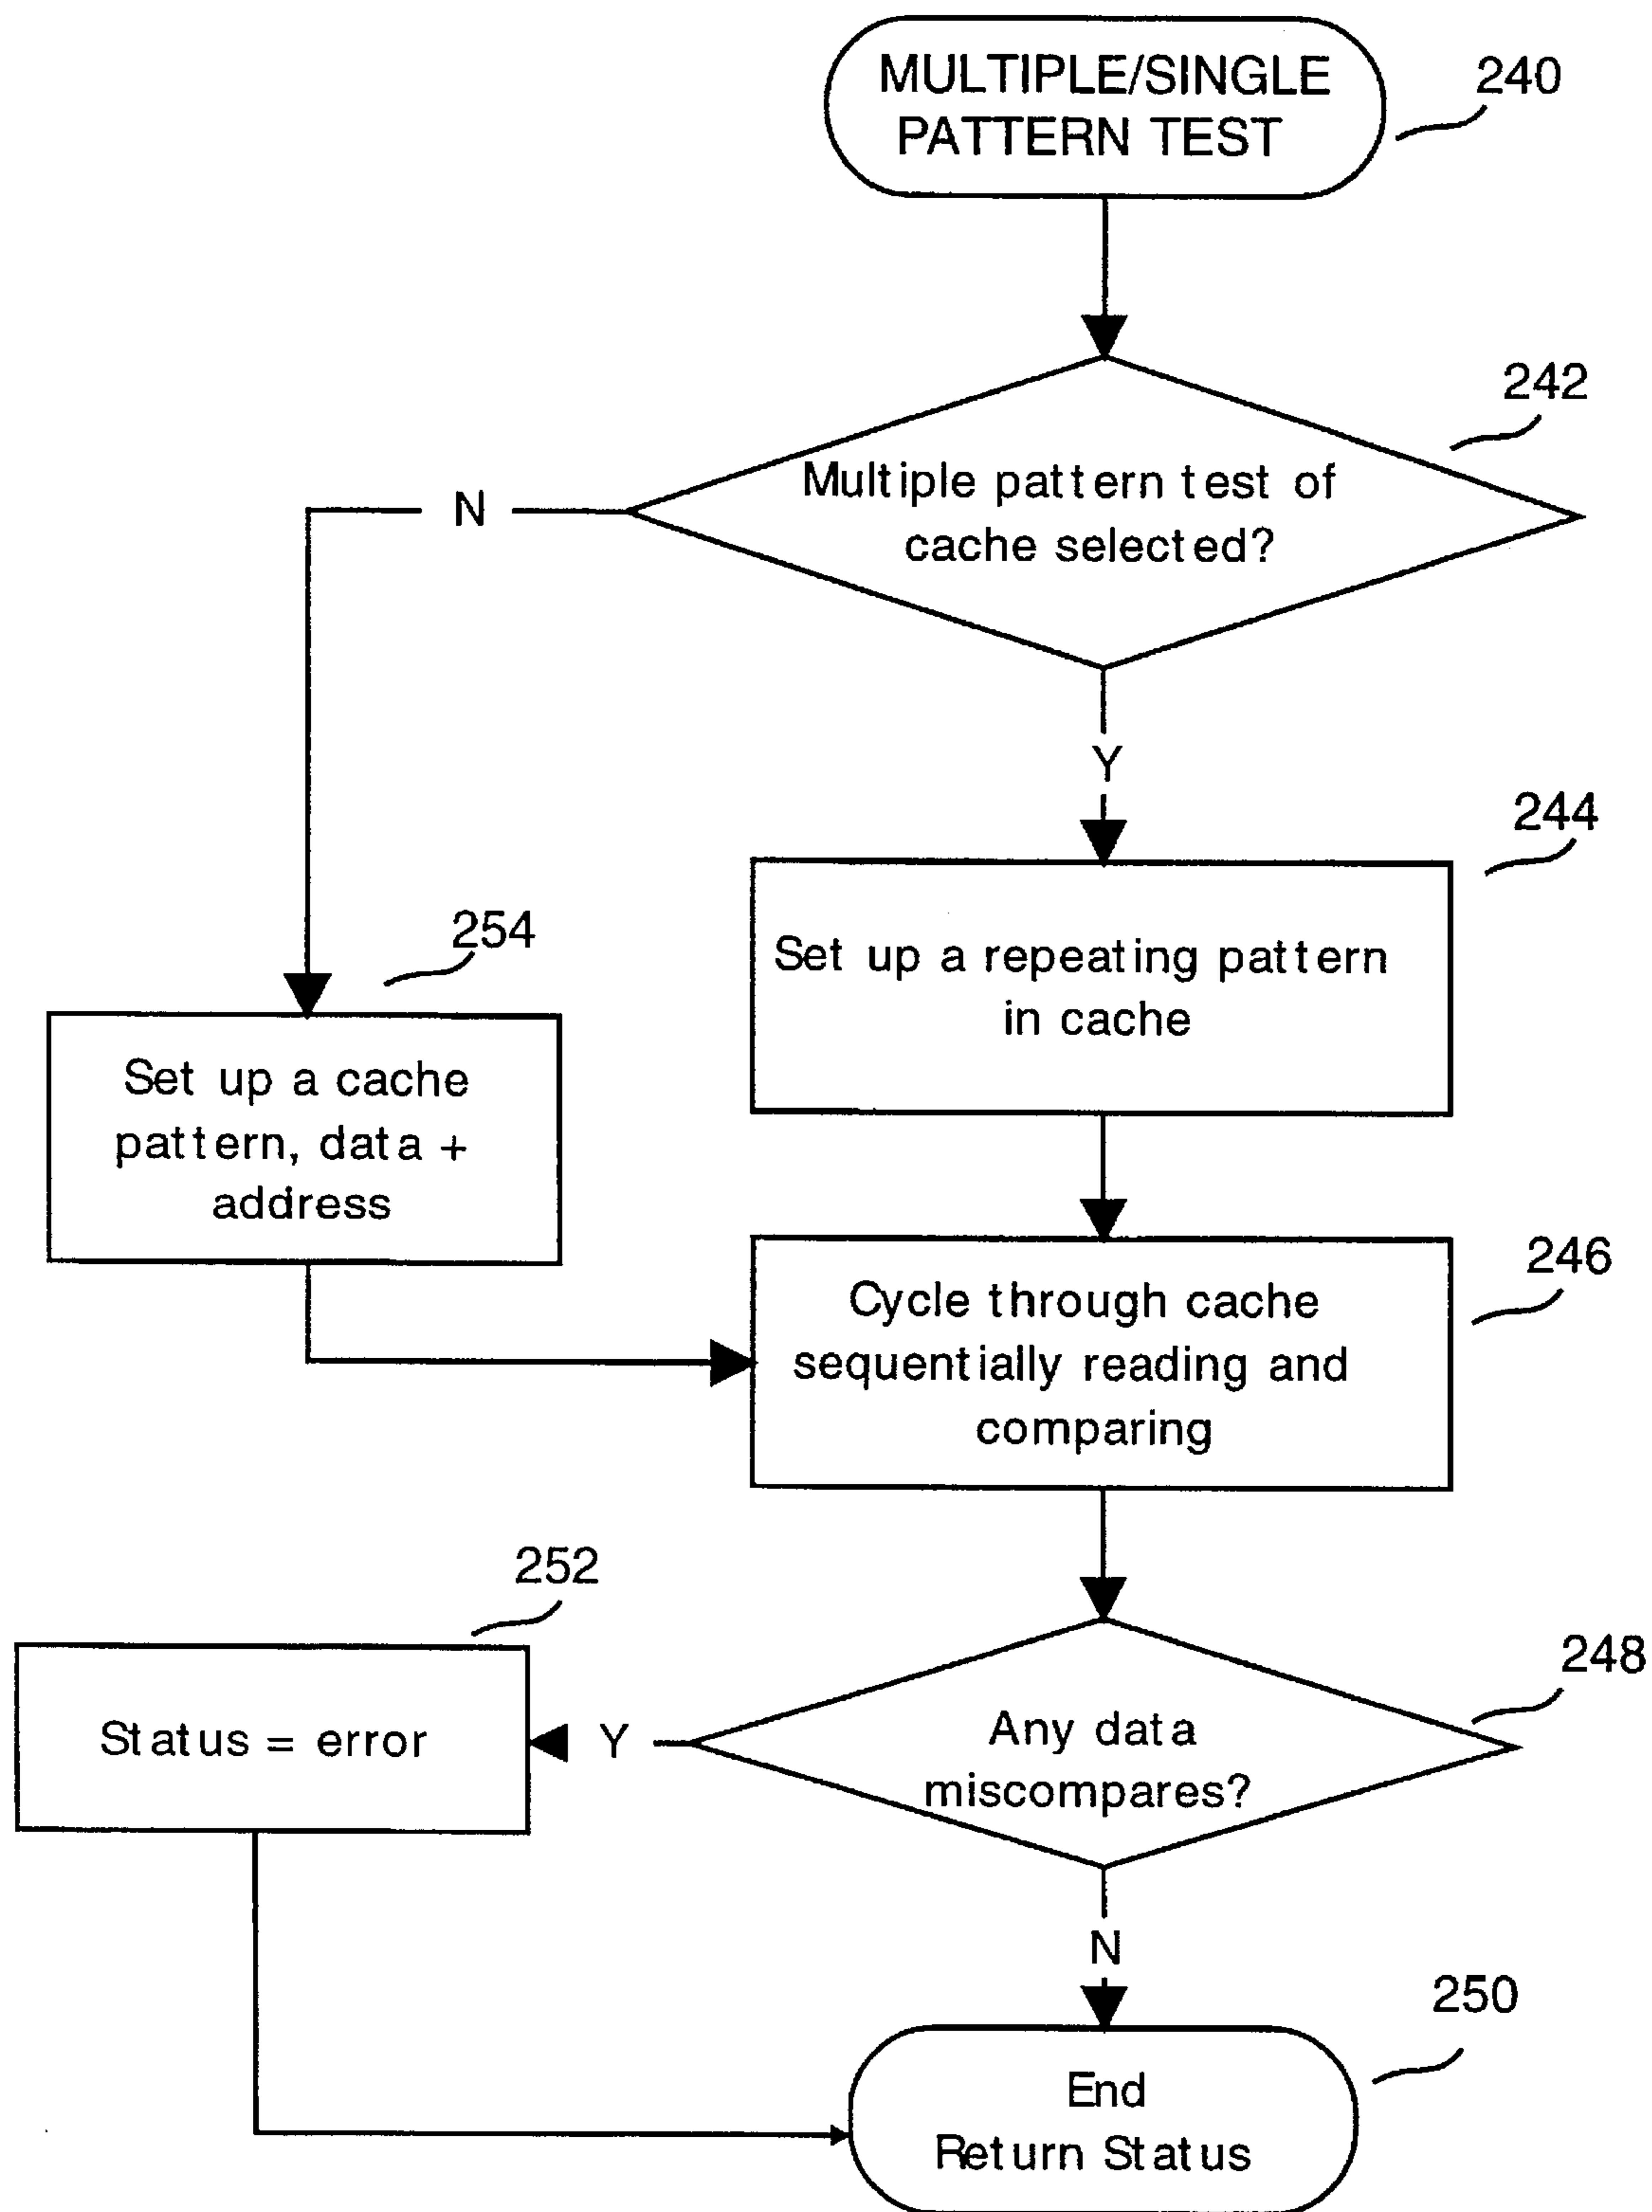 MULTIPLE/SINGLE
PATTERN TEST
240
242
Multiple pattern test of
cache selected?
N
Y
244
Set up a repeating pattern
in cache
254
Set up a cache
pattern, data +
address
246
Cycle through cache
sequentially reading and
comparing
252
Status = error
248
Any data
miscompares?
Y
N
250
End
Return Status